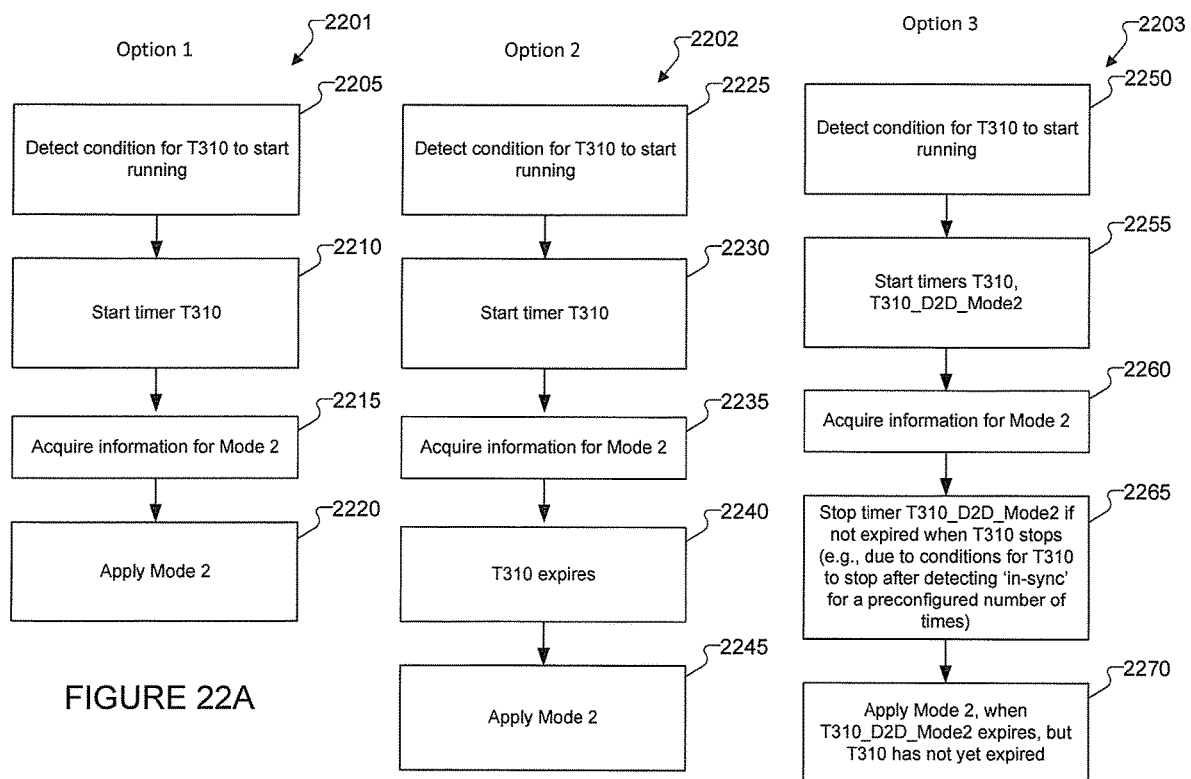 Option 1
2201
2205
Detect condition for T310 to start
running
2210
Start timer T310
2215
Acquire information for Mode 2
2220
Apply Mode 2
FIGURE 22A
Option 2
2202
2225
Detect condition for T310 to start
running
2230
Start timer T310
2235
Acquire information for Mode 2
2240
T310 expires
2245
Apply Mode 2
Option 3
2203
2250
Detect condition for T310 to start
running
2255
Start timers T310,
T310_D2D_Mode2
2260
Acquire information for Mode 2
2265
Stop timer T310_D2D_Mode2 if
not expired when T310 stops
(e.g., due to conditions for T310
to stop after detecting ‘in-sync’
for a preconfigured number of
times)
2270
Apply Mode 2, when
T310_D2D_Mode2 expires, but
T310 has not yet expired